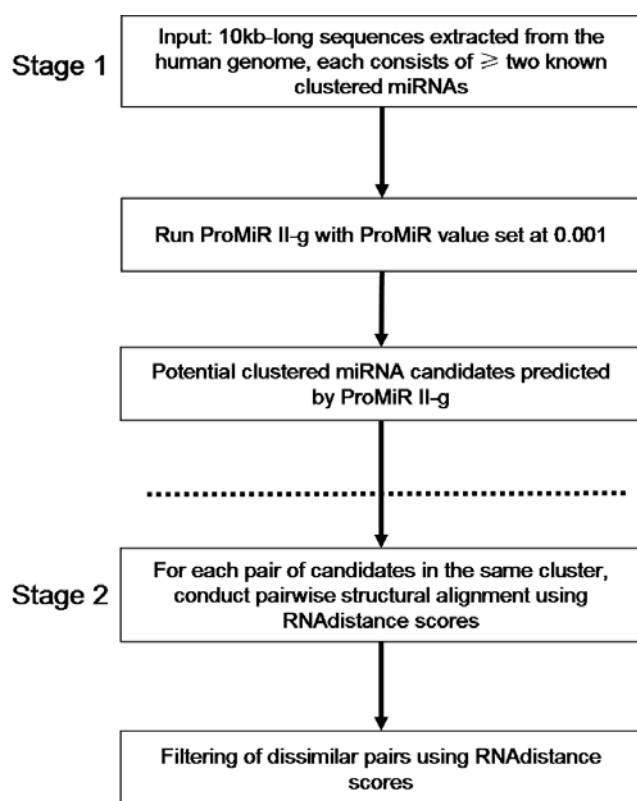 Stage 1
Input: 10kb-long sequences extracted from the
human genome, each consists of ≥ two known
clustered miRNAs
Run ProMiR II-g with ProMiR value set at 0.001
Potential clustered miRNA candidates predicted
by ProMiR II-g
Stage 2
For each pair of candidates in the same cluster,
conduct pairwise structural alignment using
RNAdistance scores
Filtering of dissimilar pairs using RNAdistance
scores